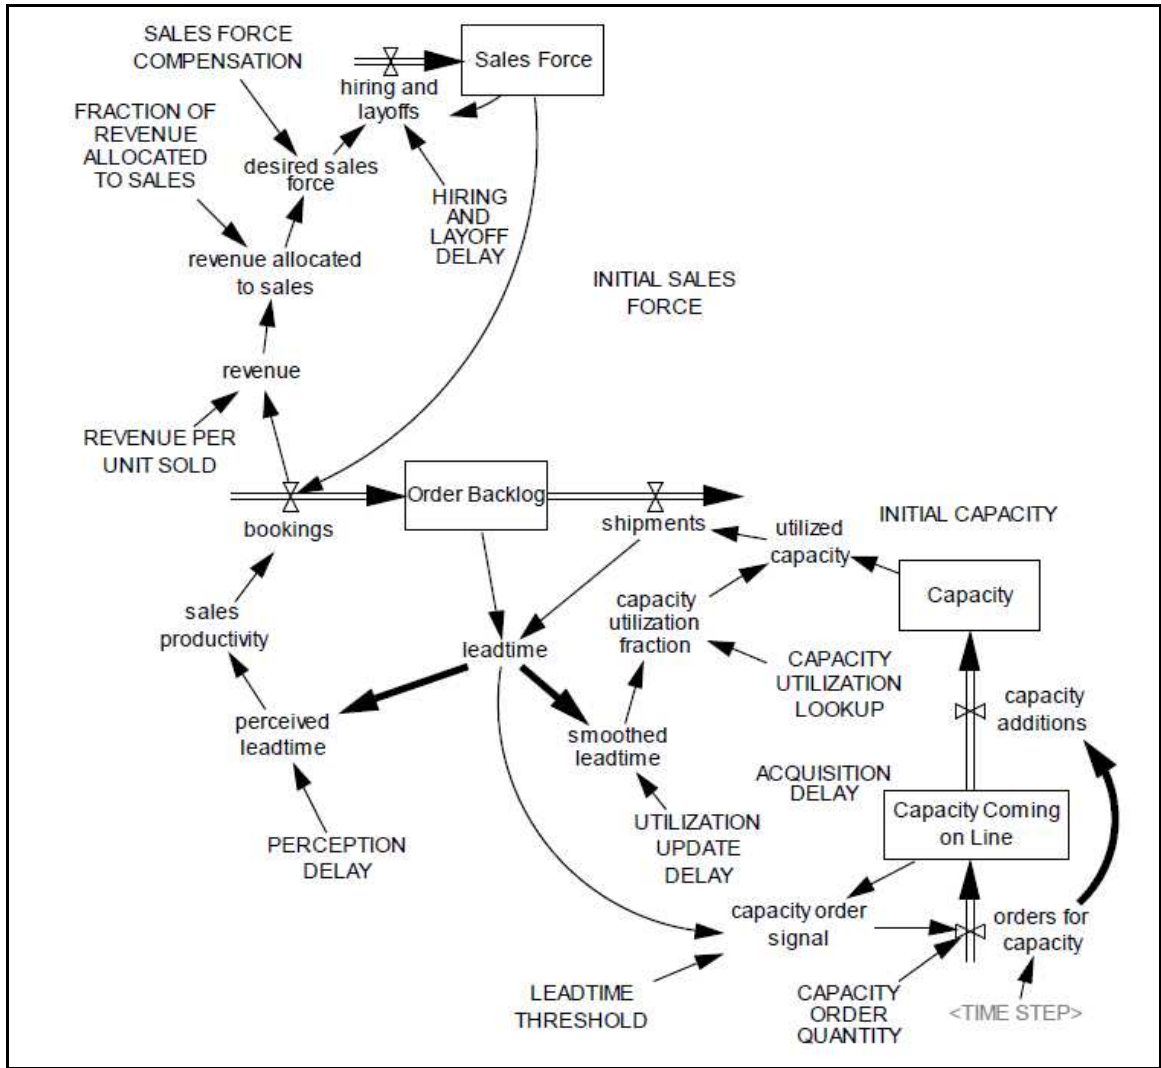 SALES FORCE
COMPENSATION
Sales Force
hiring and
layoffs
FRACTION OF
REVENUE
ALLOCATED
TO SALES
desired sales
force
HIRING
AND
LAYOFF
DELAY
revenue allocated
to sales
INITIAL SALES
FORCE
revenue
REVENUE PER
UNIT SOLD
Order Backlog
bookings
shipments
utilized
capacity
INITIAL CAPACITY
Capacity
sales
productivity
leadtime
capacity
utilization
fraction
CAPACITY
UTILIZATION
LOOKUP
capacity
additions
perceived
leadtime
smoothed
leadtime
ACQUISITION
DELAY
Capacity Coming
on Line
PERCEPTION
DELAY
UTILIZATION
UPDATE
DELAY
capacity order
signal
orders for
capacity
LEADTIME
THRESHOLD
CAPACITY
ORDER
QUANTITY
<TIME STEP>